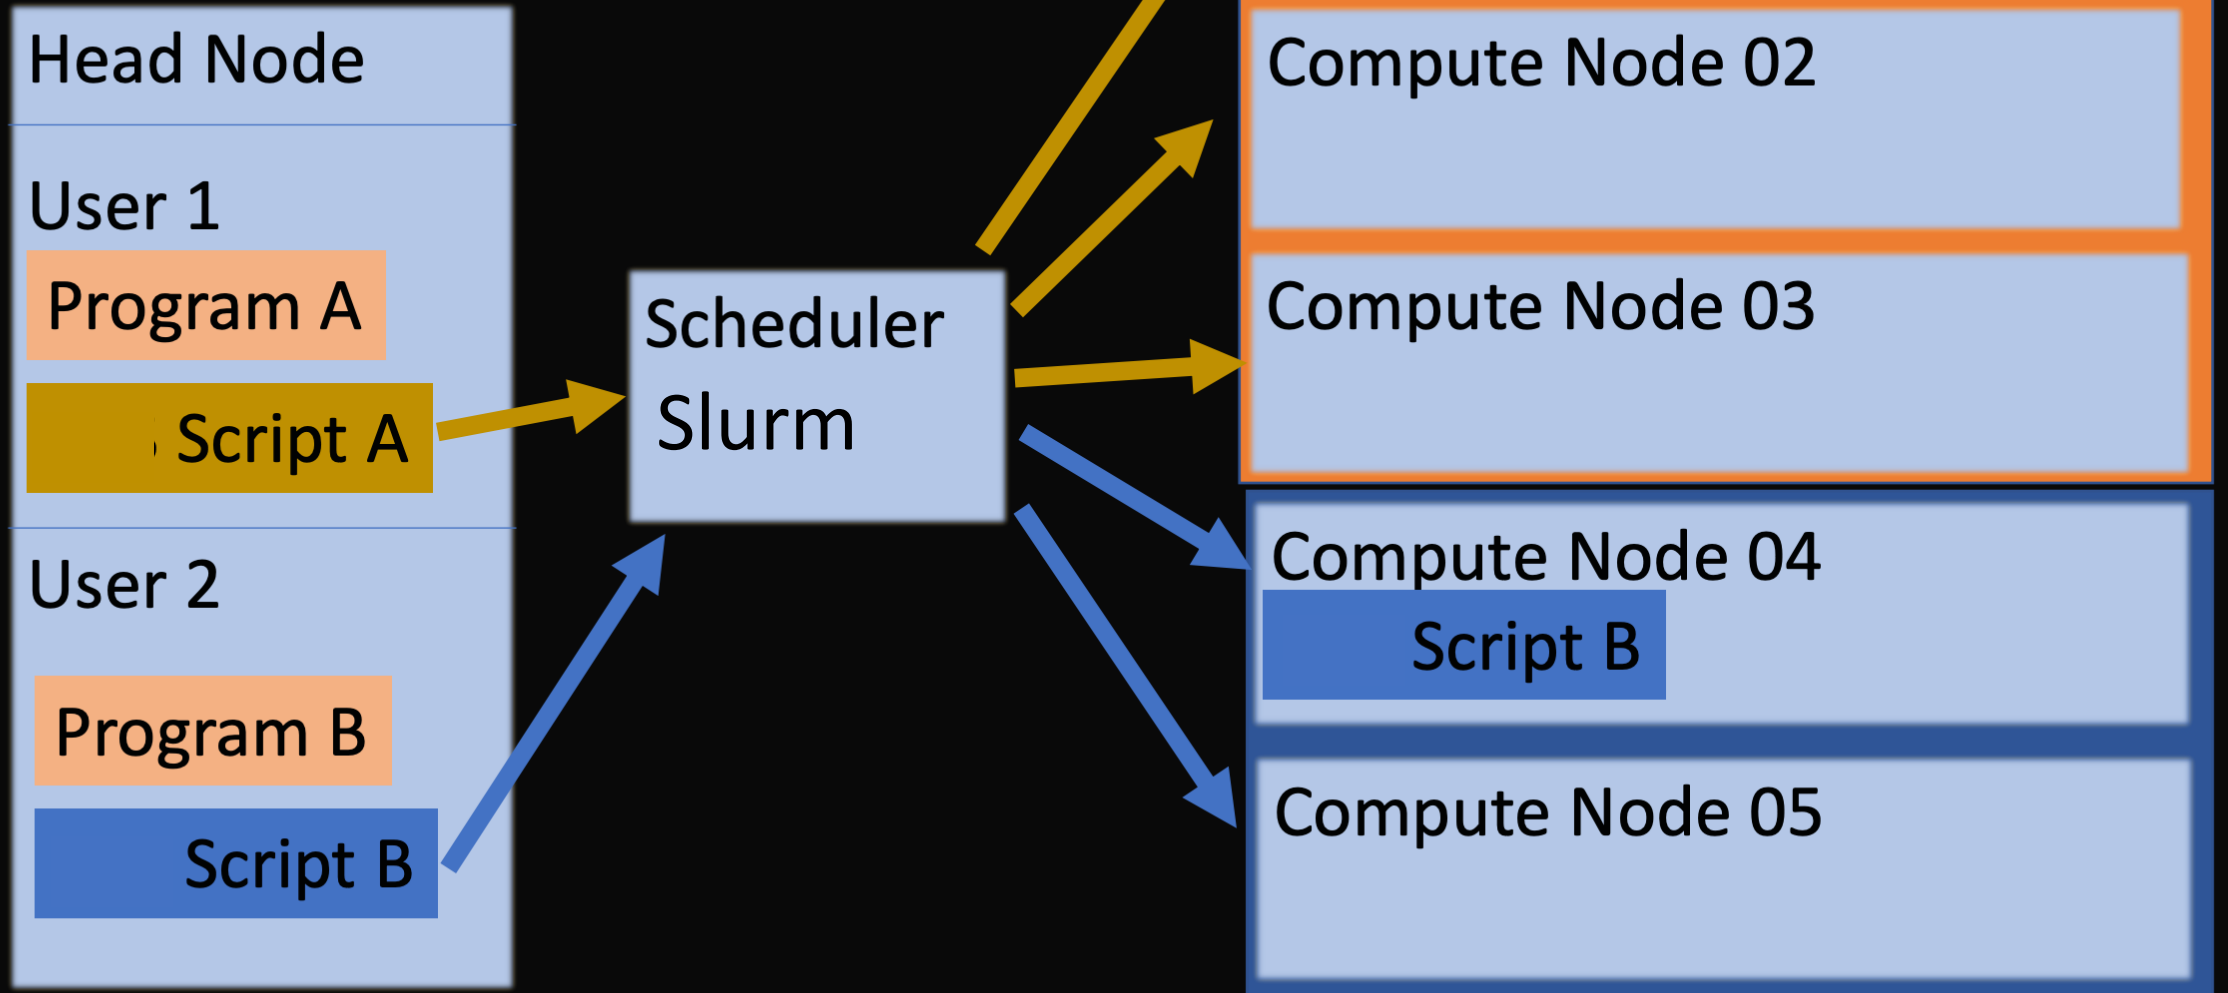 Head Node
User 1
Program A
Script A
User 2
Program B
Script B
Scheduler
Slurm
Compute Node 02
Compute Node 03
Compute Node 04
Script B
Compute Node 05